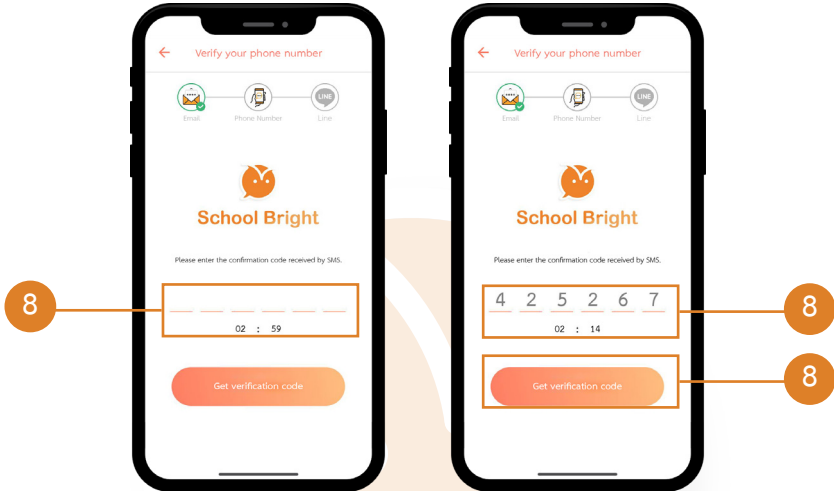 Verify your phone number
LINE
Email
Phone Number
Line
School Bright
Please enter the confirmation code received by SMS.
8
02 : 59
Get verification code
Verify your phone number
LINE
Email
Phone Number
Line
School Bright
Please enter the confirmation code received by SMS.
4 2 5 2 6 7
8
02 : 14
Get verification code
8